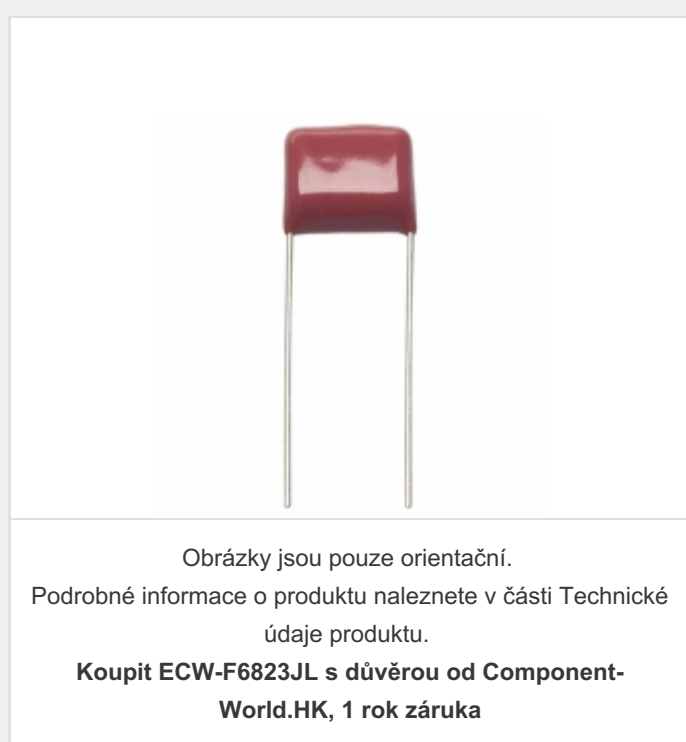 Obrázky jsou pouze orientační.
Podrobné informace o produktu naleznete v části Technické
údaje produktu.
Koupit ECW-F6823JL s důvěrou od Component-
World.HK, 1 rok záruka